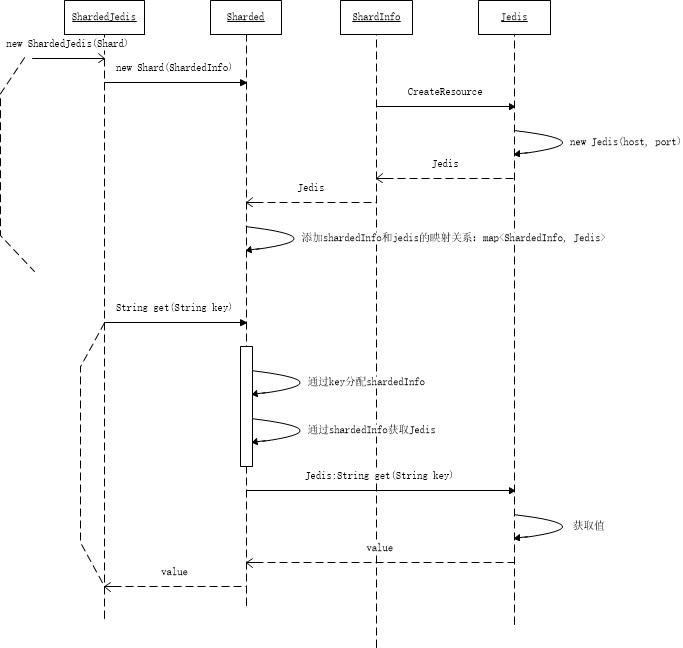 ShardedJedis
Sharded
ShardInfo
Jedis
new ShardedJedis(Shard)
new Shard(ShardedInfo)
CreateResource
new Jedis(host, port)
Jedis
Jedis
添加shardedInfo和jedis的映射关系：map<ShardedInfo, Jedis>
String get(String key)
通过key分配shardedInfo
通过shardedInfo获取Jedis
Jedis:String get(String key)
获取值
value
value